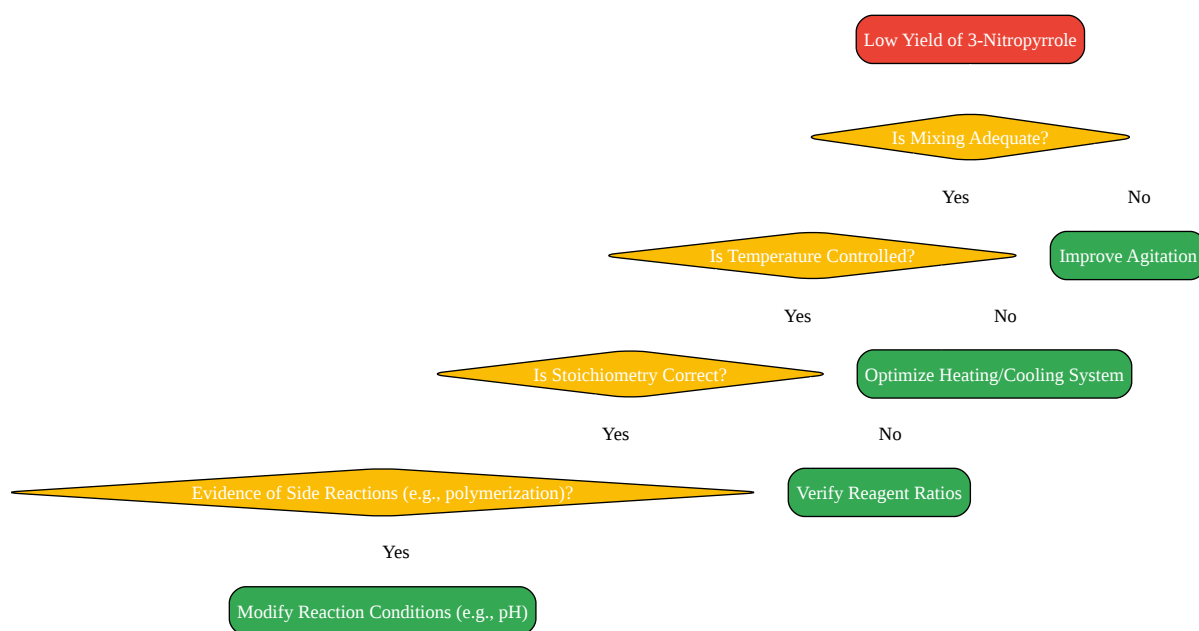 Low Yield of 3-Nitropyrrole
Is Mixing Adequate?
Yes
No
Is Temperature Controlled?
Improve Agitation
Yes
No
Is Stoichiometry Correct?
Optimize Heating/Cooling System
Yes
No
Evidence of Side Reactions (e.g., polymerization)?
Verify Reagent Ratios
Yes
Modify Reaction Conditions (e.g., pH)